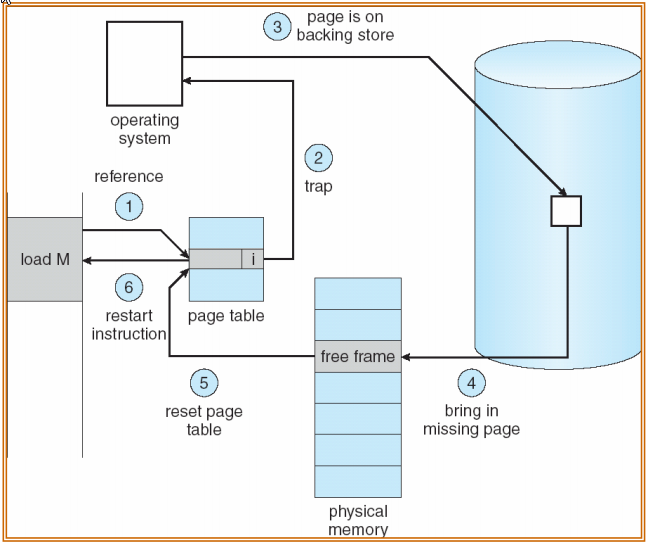 3
page is on
backing store
operating
system
2
trap
reference
1
load M
i
6
restart
instruction
page table
free frame
5
reset page
table
4
bring in
missing page
physical
memory